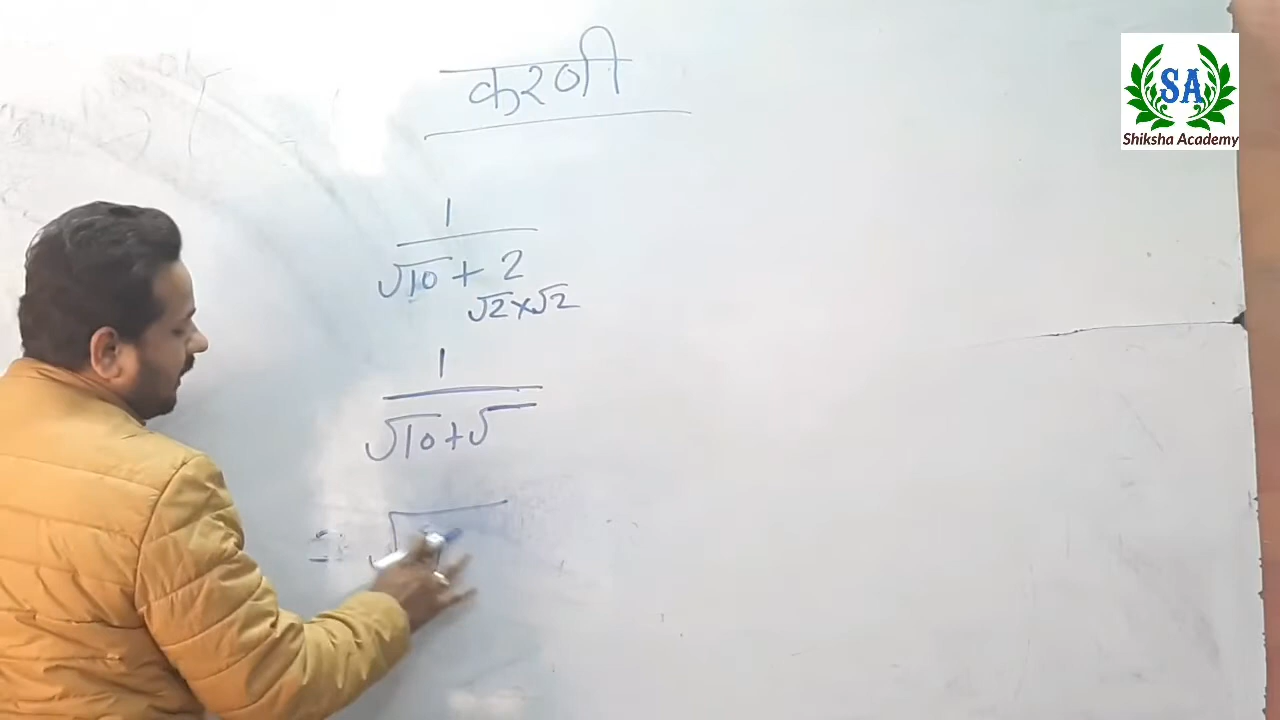 करणी
SA
Shiksha Academy
1
√10 + 2
√2×√2
1
√10+√
=